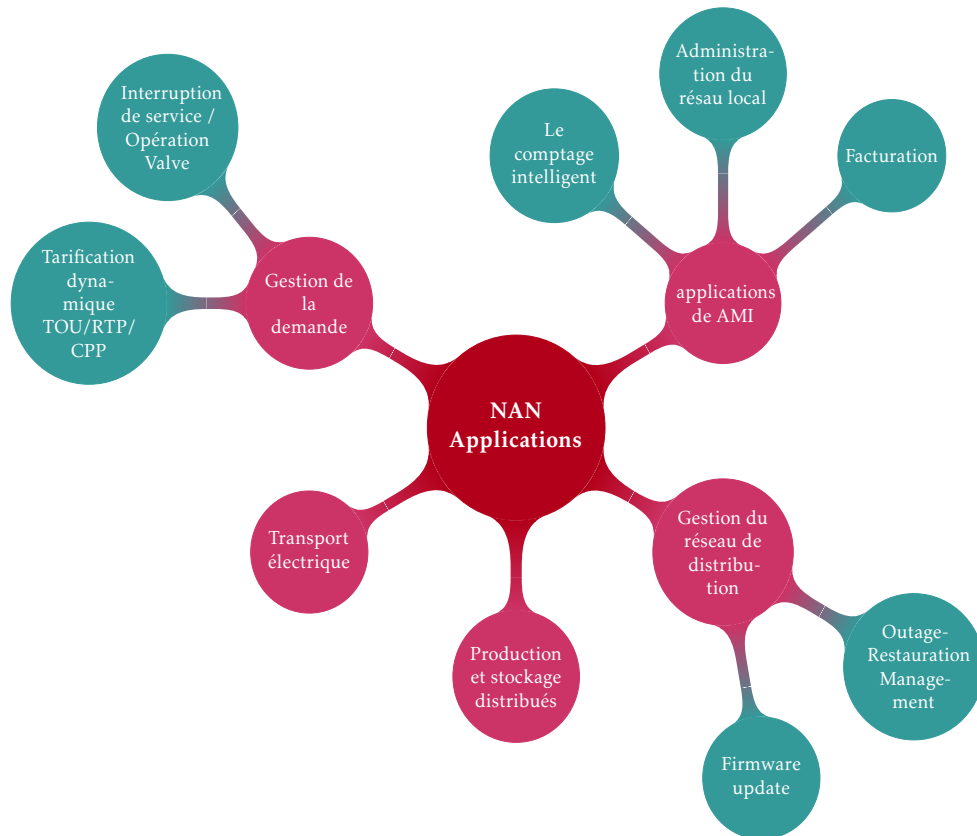 Administra-
tion du
résau local
Interruption
de service /
Opération
Valve
Le
comptage
intelligent
Facturation
Tarification
dyna-
mique
TOU/RTP/
CPP
Gestion de
la
demande
applications
de AMI
NAN
Applications
Transport
électrique
Gestion du
réseau de
distribu-
tion
Production
et stockage
distribués
Outage-
Restauration
Manage-
ment
Firmware
update